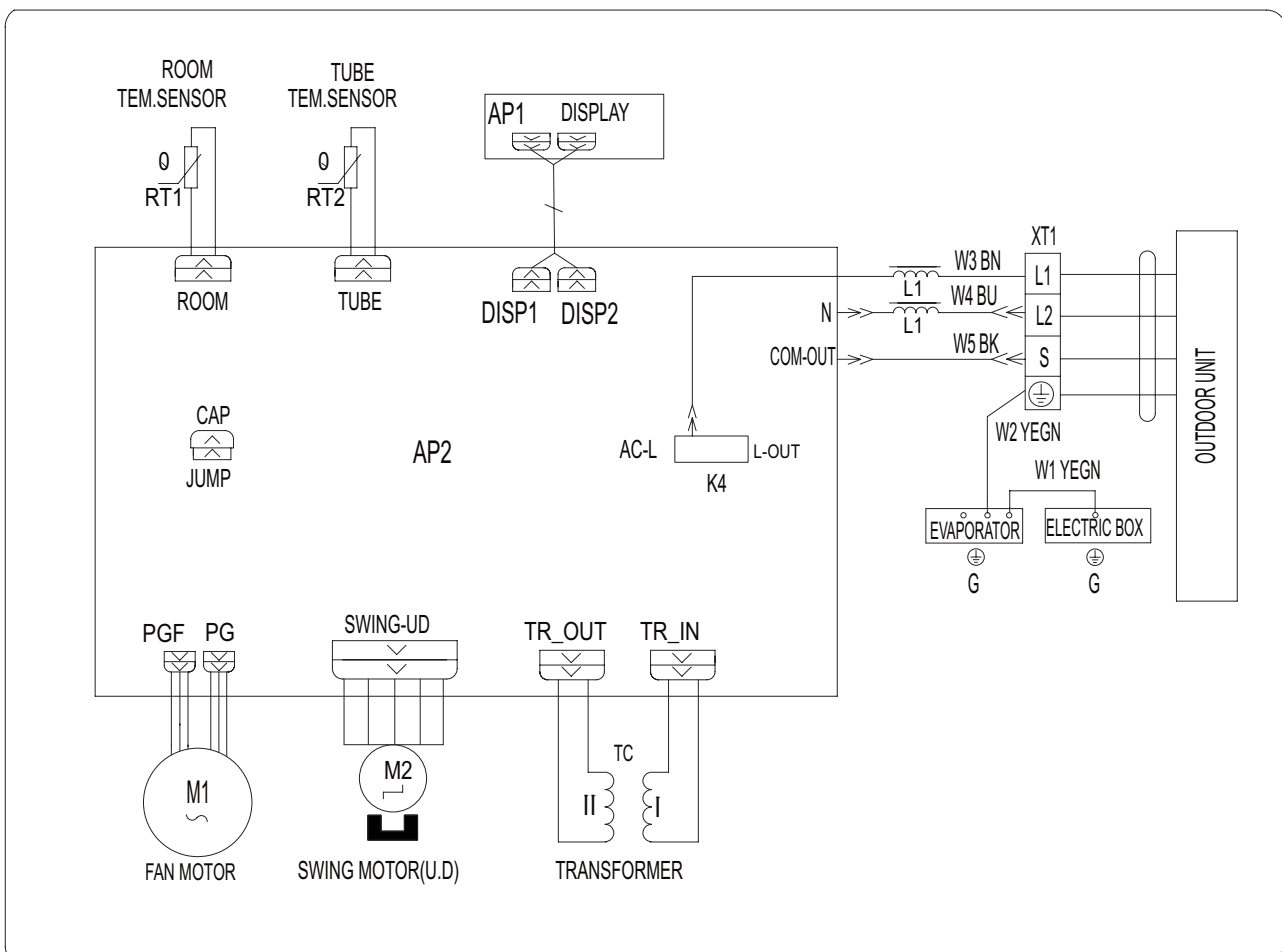 ROOM
TEM.SENSOR
TUBE
TEM.SENSOR
AP1 DISPLAY
RT1
RT2
ROOM
TUBE
DISP1 DISP2
XT1
W3 BN
L1
L1
W4 BU
N
L1
L2
COM-OUT
W5 BK
S
OUTDOOR UNIT
CAP
JUMP
AP2
AC-L
L-OUT
K4
W2 YEGN
W1 YEGN
EVAPORATOR
ELECTRIC BOX
G
G
PGF PG
SWING-UD
TR_OUT
TR_IN
M1
M2
TC
II
I
FAN MOTOR
SWING MOTOR(U.D)
TRANSFORMER